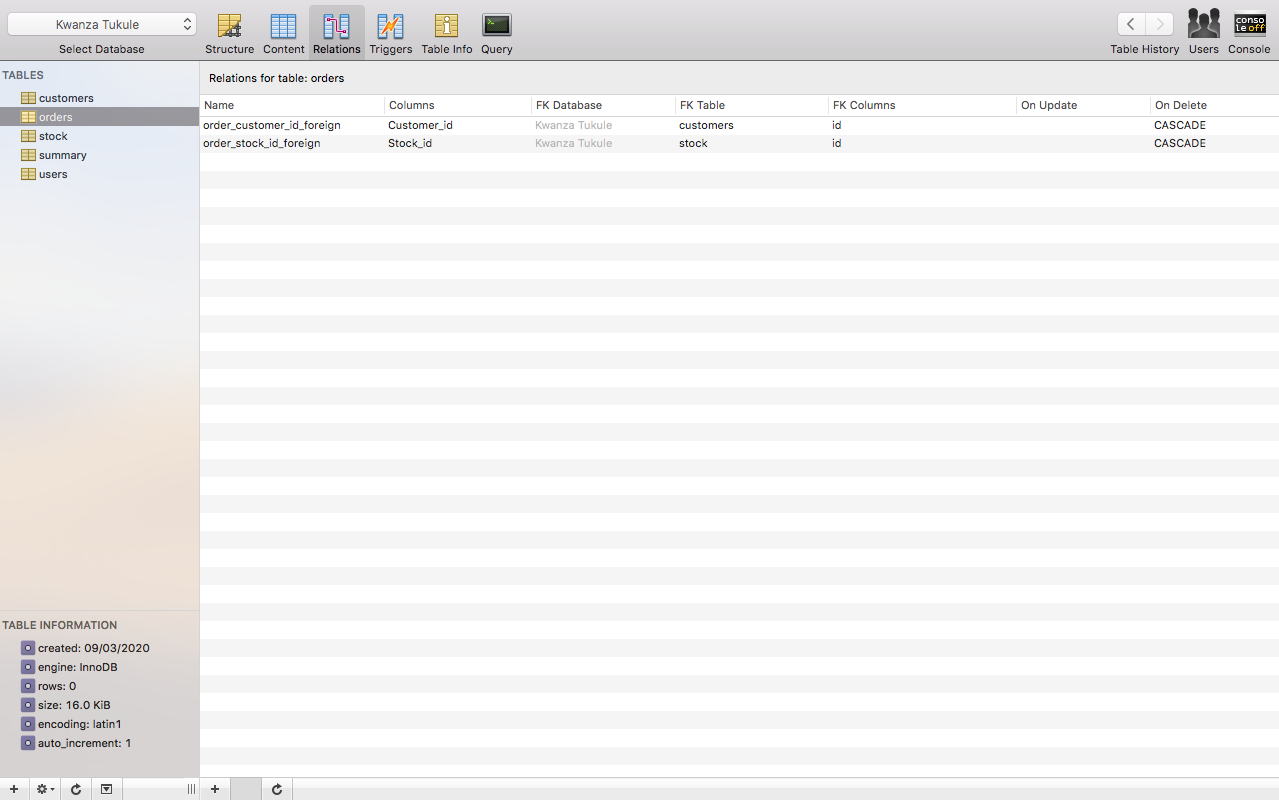 Kwanza Tukule
Select Database
Structure Content Relations Triggers Table Info Query
Table History Users Console
conso
le off
TABLES
customers
orders
stock
summary
users
Relations for table: orders
Name Columns FK Database FK Table FK Columns On Update On Delete
order_customer_id_foreign Customer_id Kwanza Tukule customers id CASCADE
order_stock_id_foreign Stock_id Kwanza Tukule stock id CASCADE
TABLE INFORMATION
created: 09/03/2020
engine: InnoDB
rows: 0
size: 16.0 KiB
encoding: latin1
auto_increment: 1